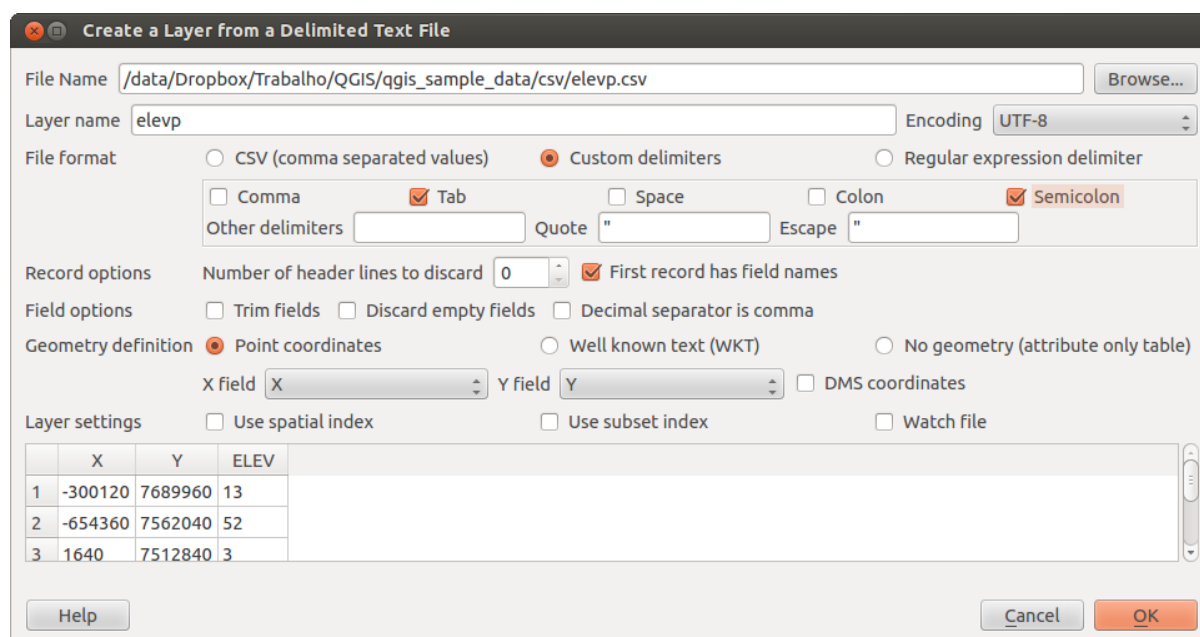 Create a Layer from a Delimited Text File
File Name /data/Dropbox/Trabalho/QGIS/qgis_sample_data/csv/elevp.csv Browse...
Layer name elevp Encoding UTF-8
File format CSV (comma separated values) Custom delimiters Regular expression delimiter
Comma Tab Space Colon Semicolon
Other delimiters Quote " Escape "
Record options Number of header lines to discard 0 First record has field names
Field options Trim fields Discard empty fields Decimal separator is comma
Geometry definition Point coordinates Well known text (WKT) No geometry (attribute only table)
X field X Y field Y DMS coordinates
Layer settings Use spatial index Use subset index Watch file
X Y ELEV
1 -300120 7689960 13
2 -654360 7562040 52
3 1640 7512840 3
Help Cancel OK